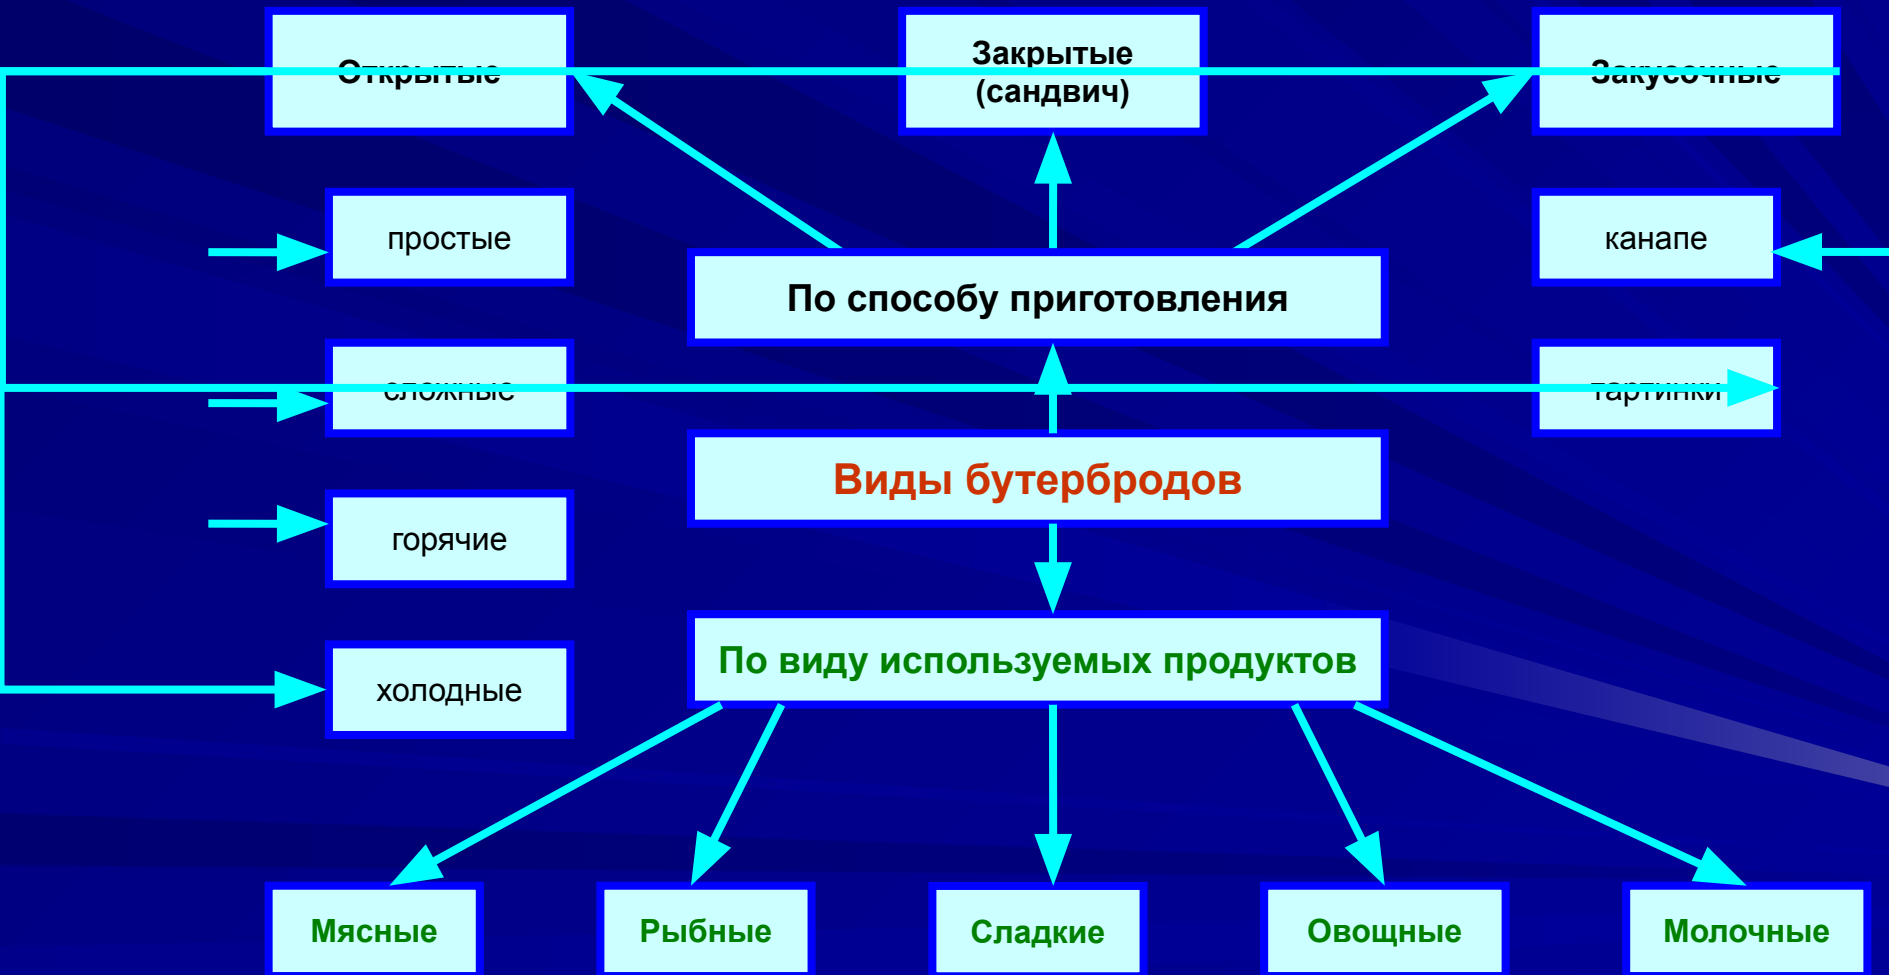 Открытые
Закрытые
(сандвич)
Закусочные
простые
канапе
По способу приготовления
сложные
тартинки
Виды бутербродов
горячие
По виду используемых продуктов
холодные
Мясные
Рыбные
Сладкие
Овощные
Молочные